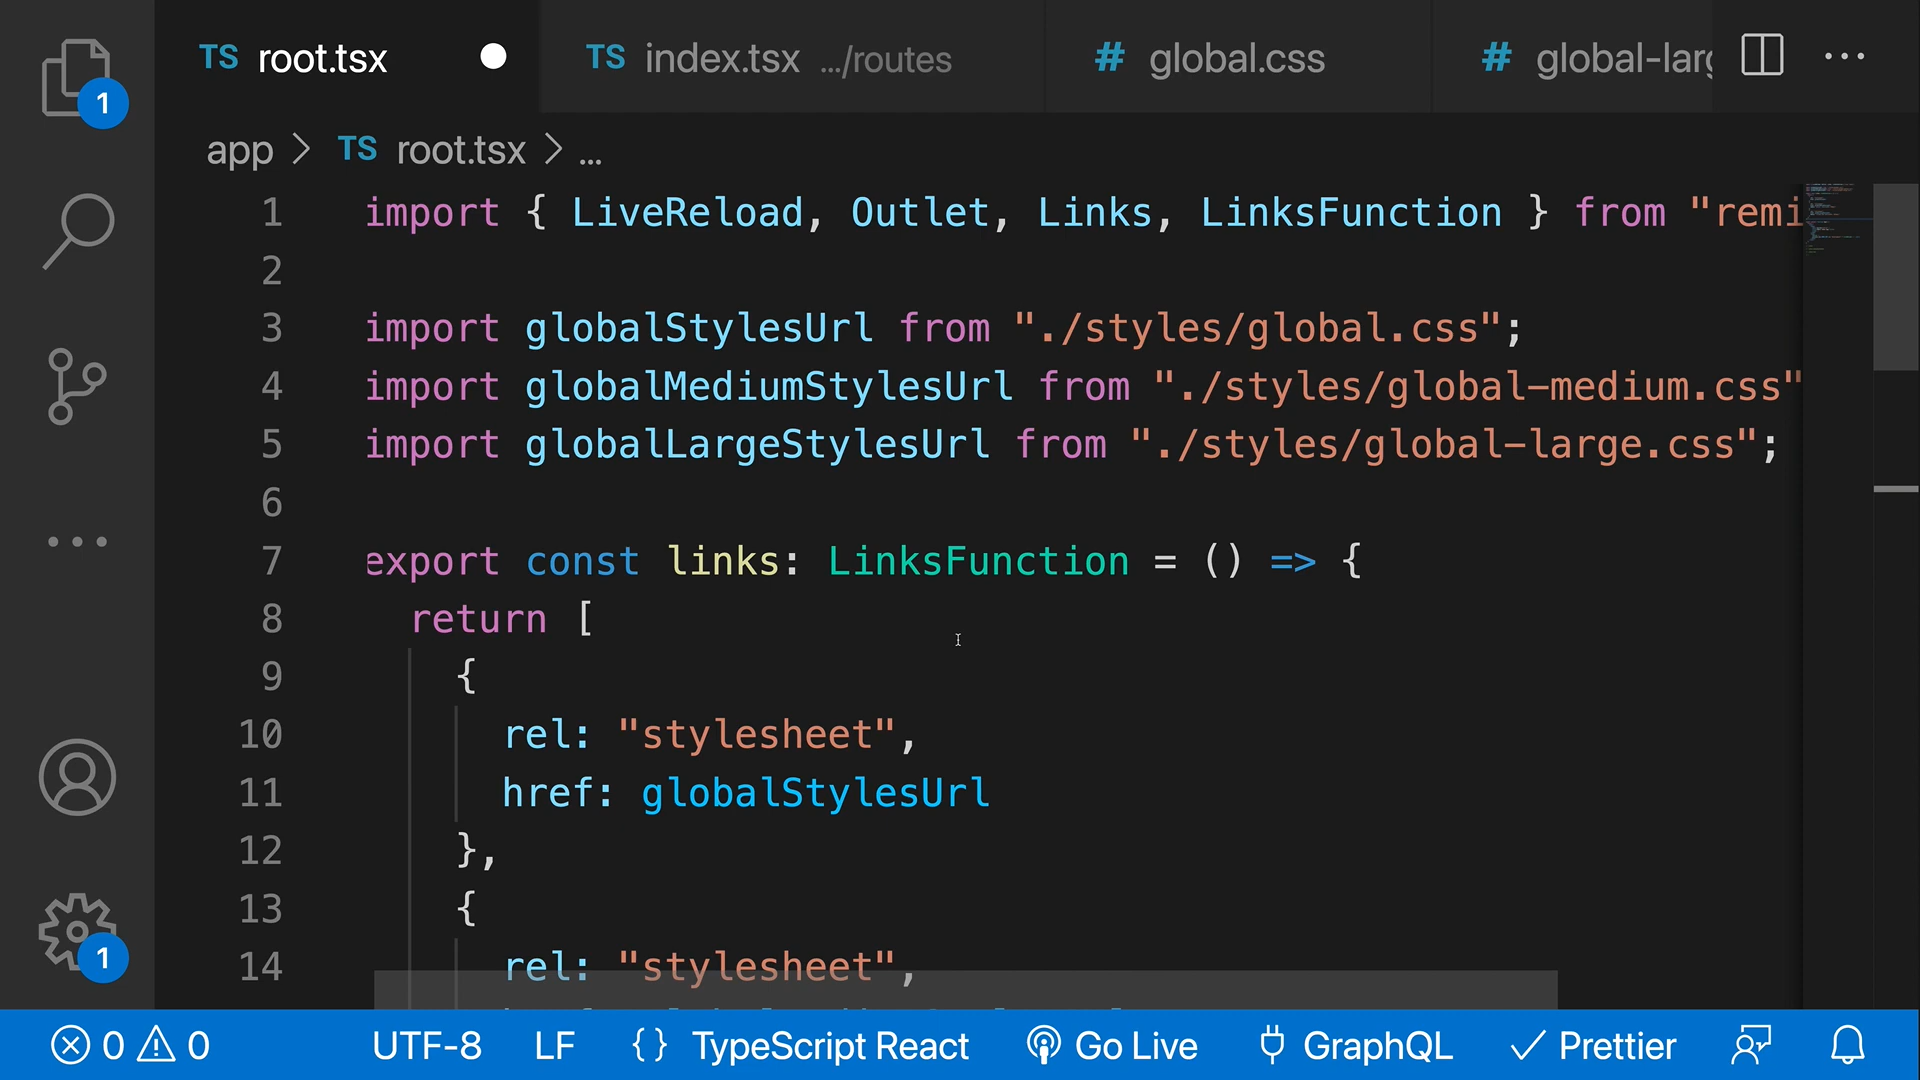 TS root.tsx
TS index.tsx .../routes
# global.css
# global-larg
1
app > TS root.tsx > ...
1 import { LiveReload, Outlet, Links, LinksFunction } from "remi
2
3 import globalStylesUrl from "./styles/global.css";
4 import globalMediumStylesUrl from "./styles/global-medium.css"
5 import globalLargeStylesUrl from "./styles/global-large.css";
6
7 export const links: LinksFunction = () => {
8 return [
9 {
10 rel: "stylesheet",
11 href: globalStylesUrl
12 },
13 {
14 rel: "stylesheet",
1
0 0 UTF-8 LF {} TypeScript React Go Live GraphQL Prettier